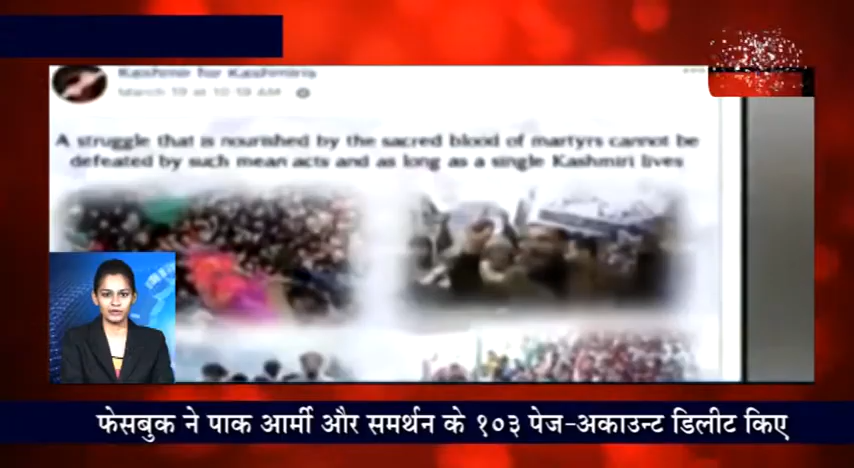 Kashmir for Kashmiris
March 19 at 10:19 AM
A struggle that is nourished by the sacred blood of martyrs cannot be
defeated by such mean acts and as long as a single Kashmiri lives
फेसबुक ने पाक आर्मी और समर्थन के १०३ पेज-अकाउन्ट डिलीट किए